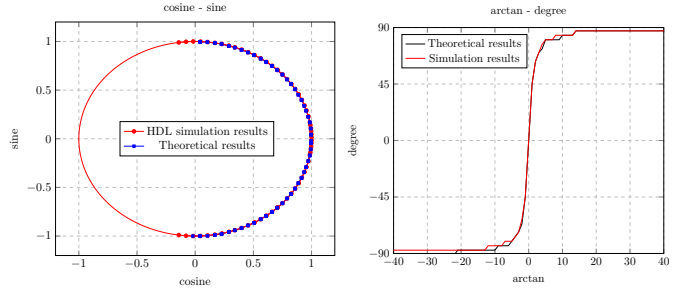 cosine - sine
1
0.5
0
−0.5
−1
sine
HDL simulation results
Theoretical results
−1
−0.5
0
0.5
1
cosine
arctan - degree
90
45
0
-45
-90
degree
Theoretical results
Simulation results
−40
−30
−20
−10
0
10
20
30
40
arctan